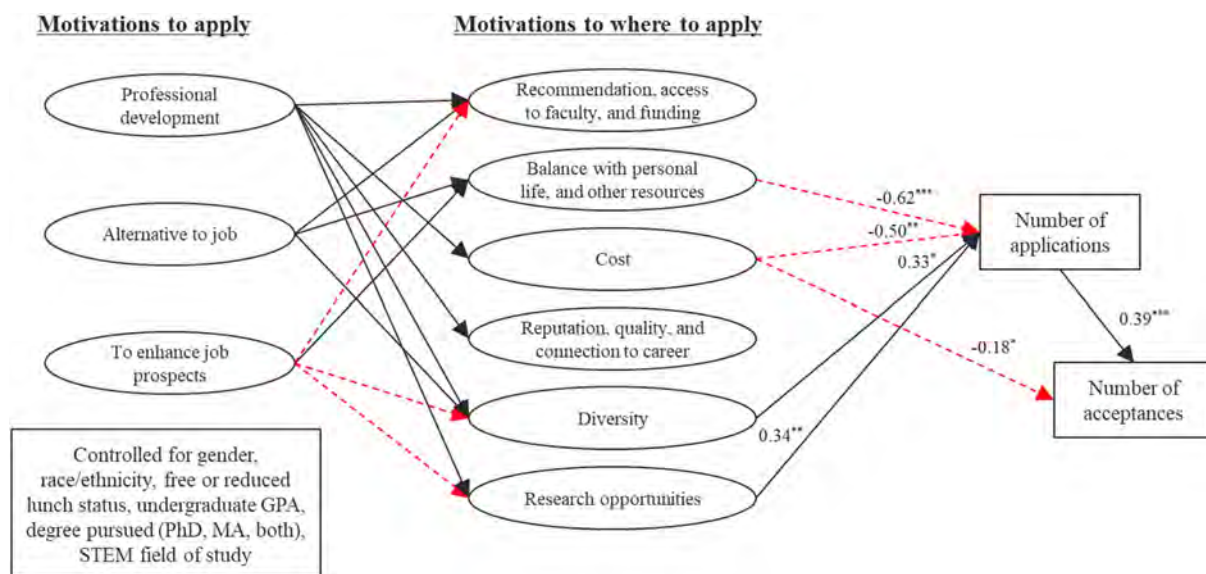 Motivations to apply
Motivations to where to apply
Professional
development
Alternative to job
To enhance job
prospects
Controlled for gender,
race/ethnicity, free or reduced
lunch status, undergraduate GPA,
degree pursued (PhD, MA, both),
STEM field of study
Recommendation, access
to faculty, and funding
Balance with personal
life, and other resources
Cost
Reputation, quality, and
connection to career
Diversity
Research opportunities
-0.62***
-0.50**
0.33*
0.34**
-0.18*
0.39***
Number of
applications
Number of
acceptances